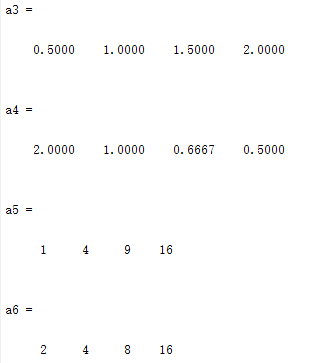 a3 =
0.5000 1.0000 1.5000 2.0000
a4 =
2.0000 1.0000 0.6667 0.5000
a5 =
1 4 9 16
a6 =
2 4 8 16